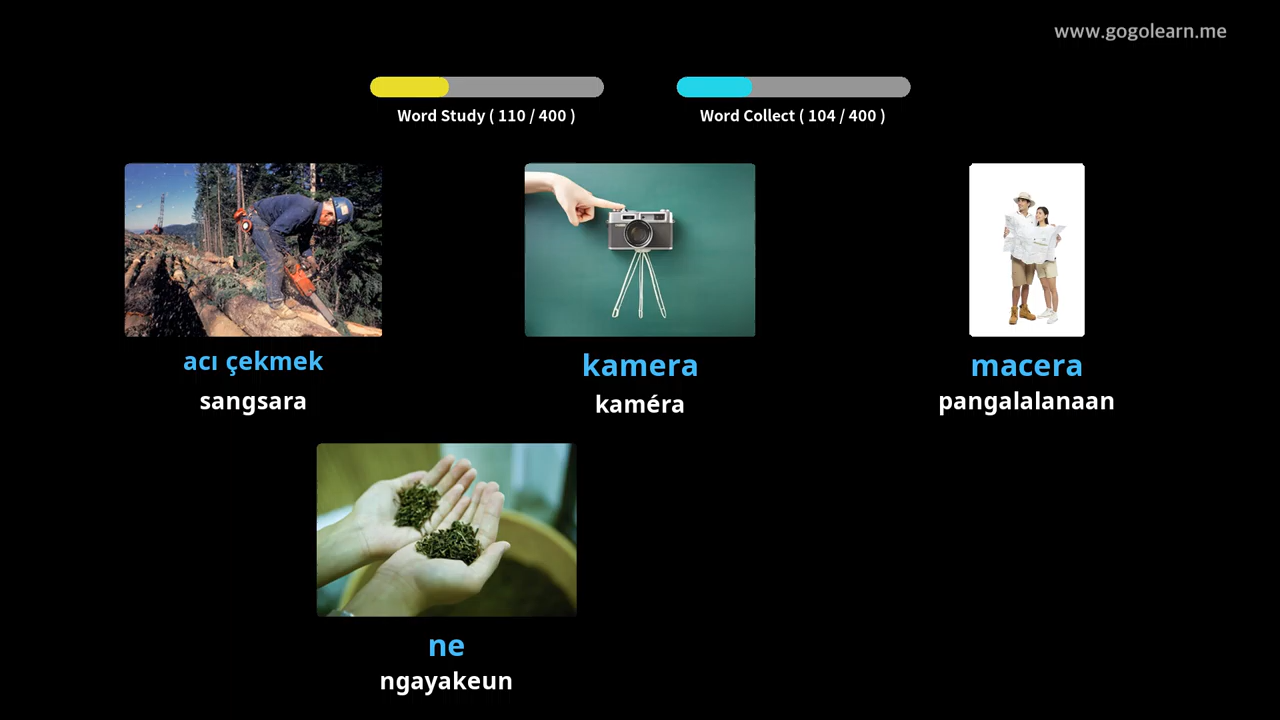 www.gogolearn.me
Word Study ( 110 / 400 )
Word Collect ( 104 / 400 )
acı çekmek
sangsara
kamera
kaméra
macera
pangalalanaan
ne
ngayakeun